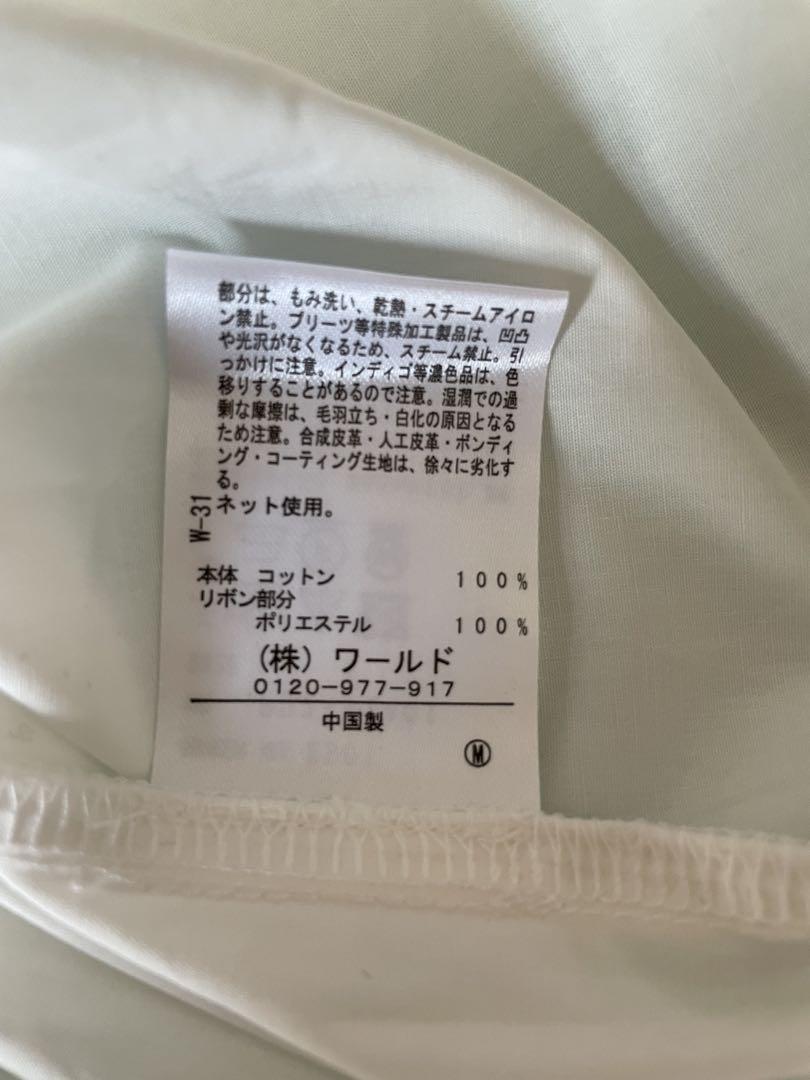 部分は、もみ洗い、乾熱・スチームアイロ
ン禁止。プリーツ等特殊加工製品は、凹凸
や光沢がなくなるため、スチーム禁止。引
っかけに注意。インディゴ等濃色品は、色
移りすることがあるので注意。湿潤での過
剰な摩擦は、毛羽立ち・白化の原因となる
ため注意。合成皮革・人工皮革・ボンディ
ング・コーティング生地は、徐々に劣化す
る。
W-31
ネット使用。
本体 コットン 100%
リボン部分
ポリエステル 100%
(株)ワールド
0120-977-917
中国製
Ⓜ